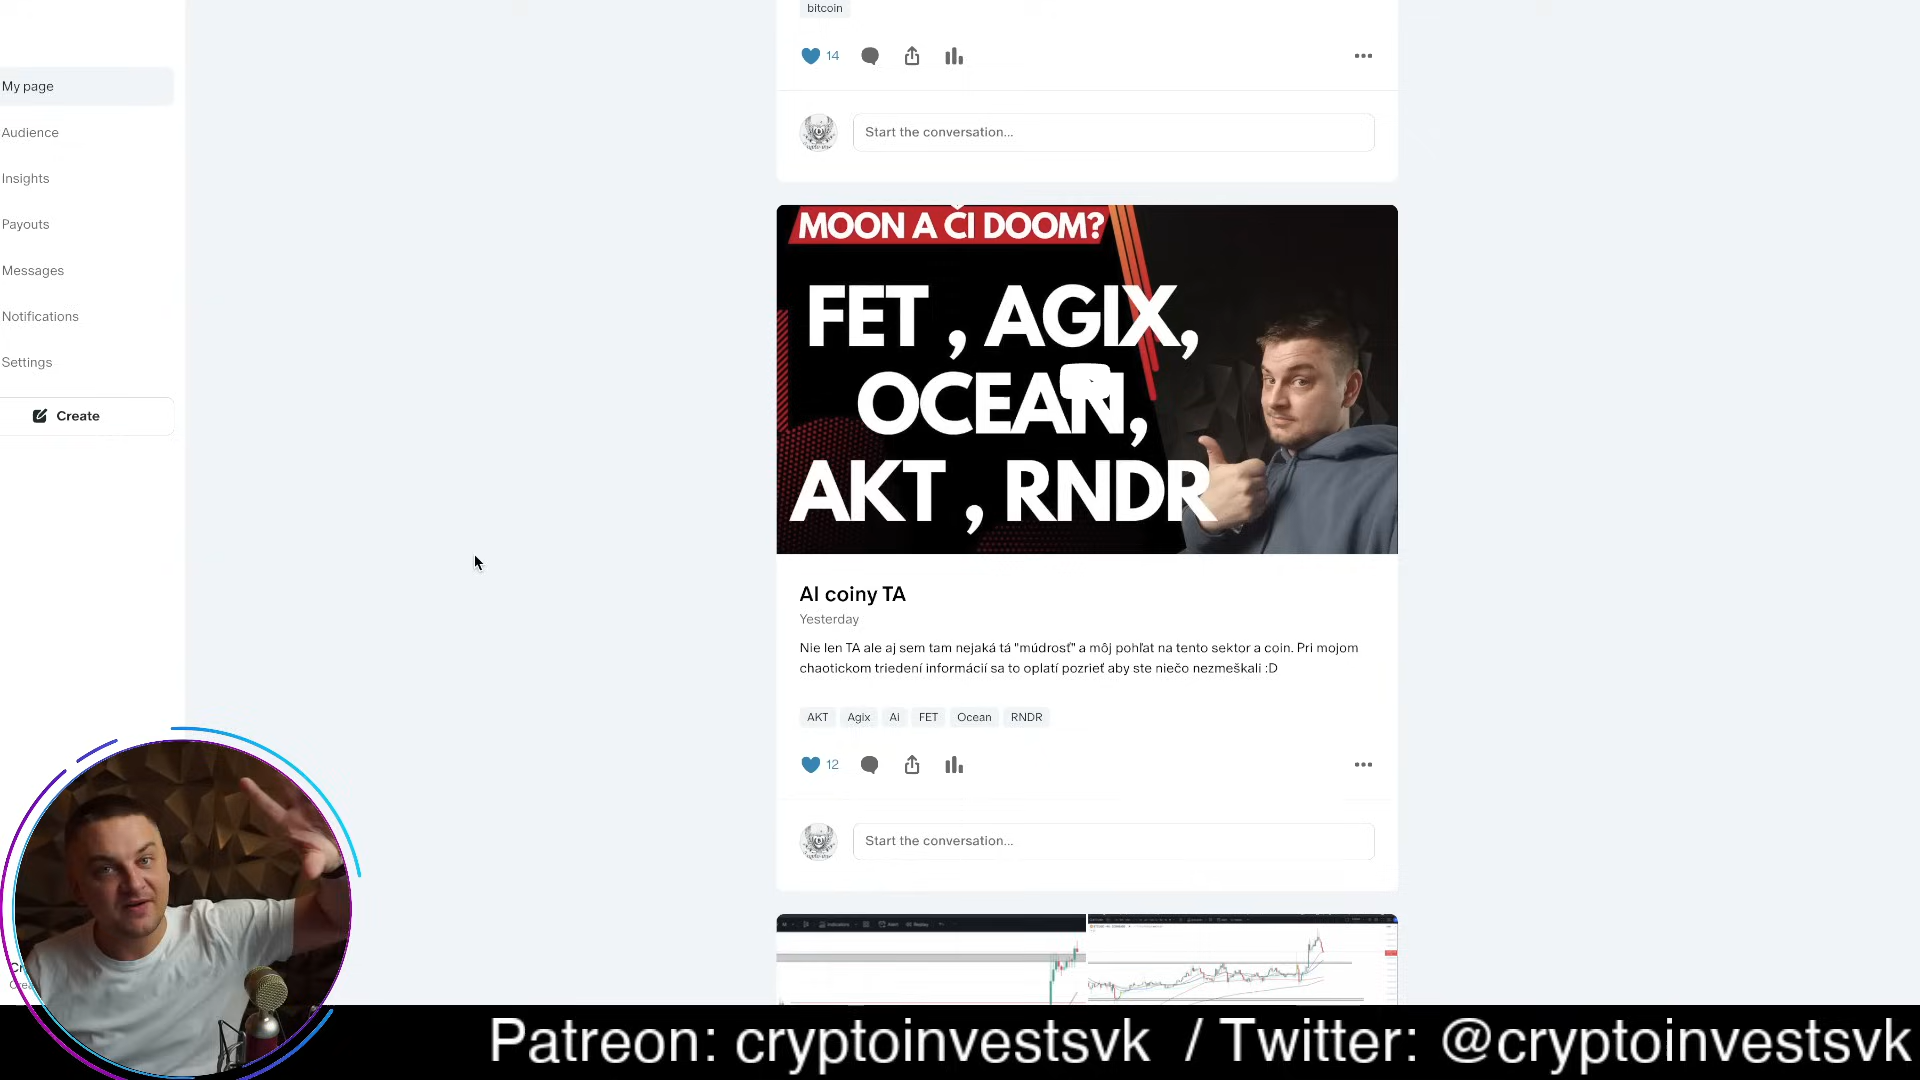 bitcoin
14
Start the conversation...
My page
Audience
Insights
Payouts
Messages
Notifications
Settings
Create
MOON A CI DOOM?
FET , AGIX,
OCEAN,
AKT , RNDR
AI coiny TA
Yesterday
Nie len TA ale aj sem tam nejaká tá "múdrosť" a môj pohľat na tento sektor a coin. Pri mojom
chaotickom triedení informácií sa to oplatí pozrieť aby ste niečo nezmeškali :D
AKT Agix Ai FET Ocean RNDR
12
Start the conversation...
Patreon: cryptoinvestsvk / Twitter: @cryptoinvestsvk